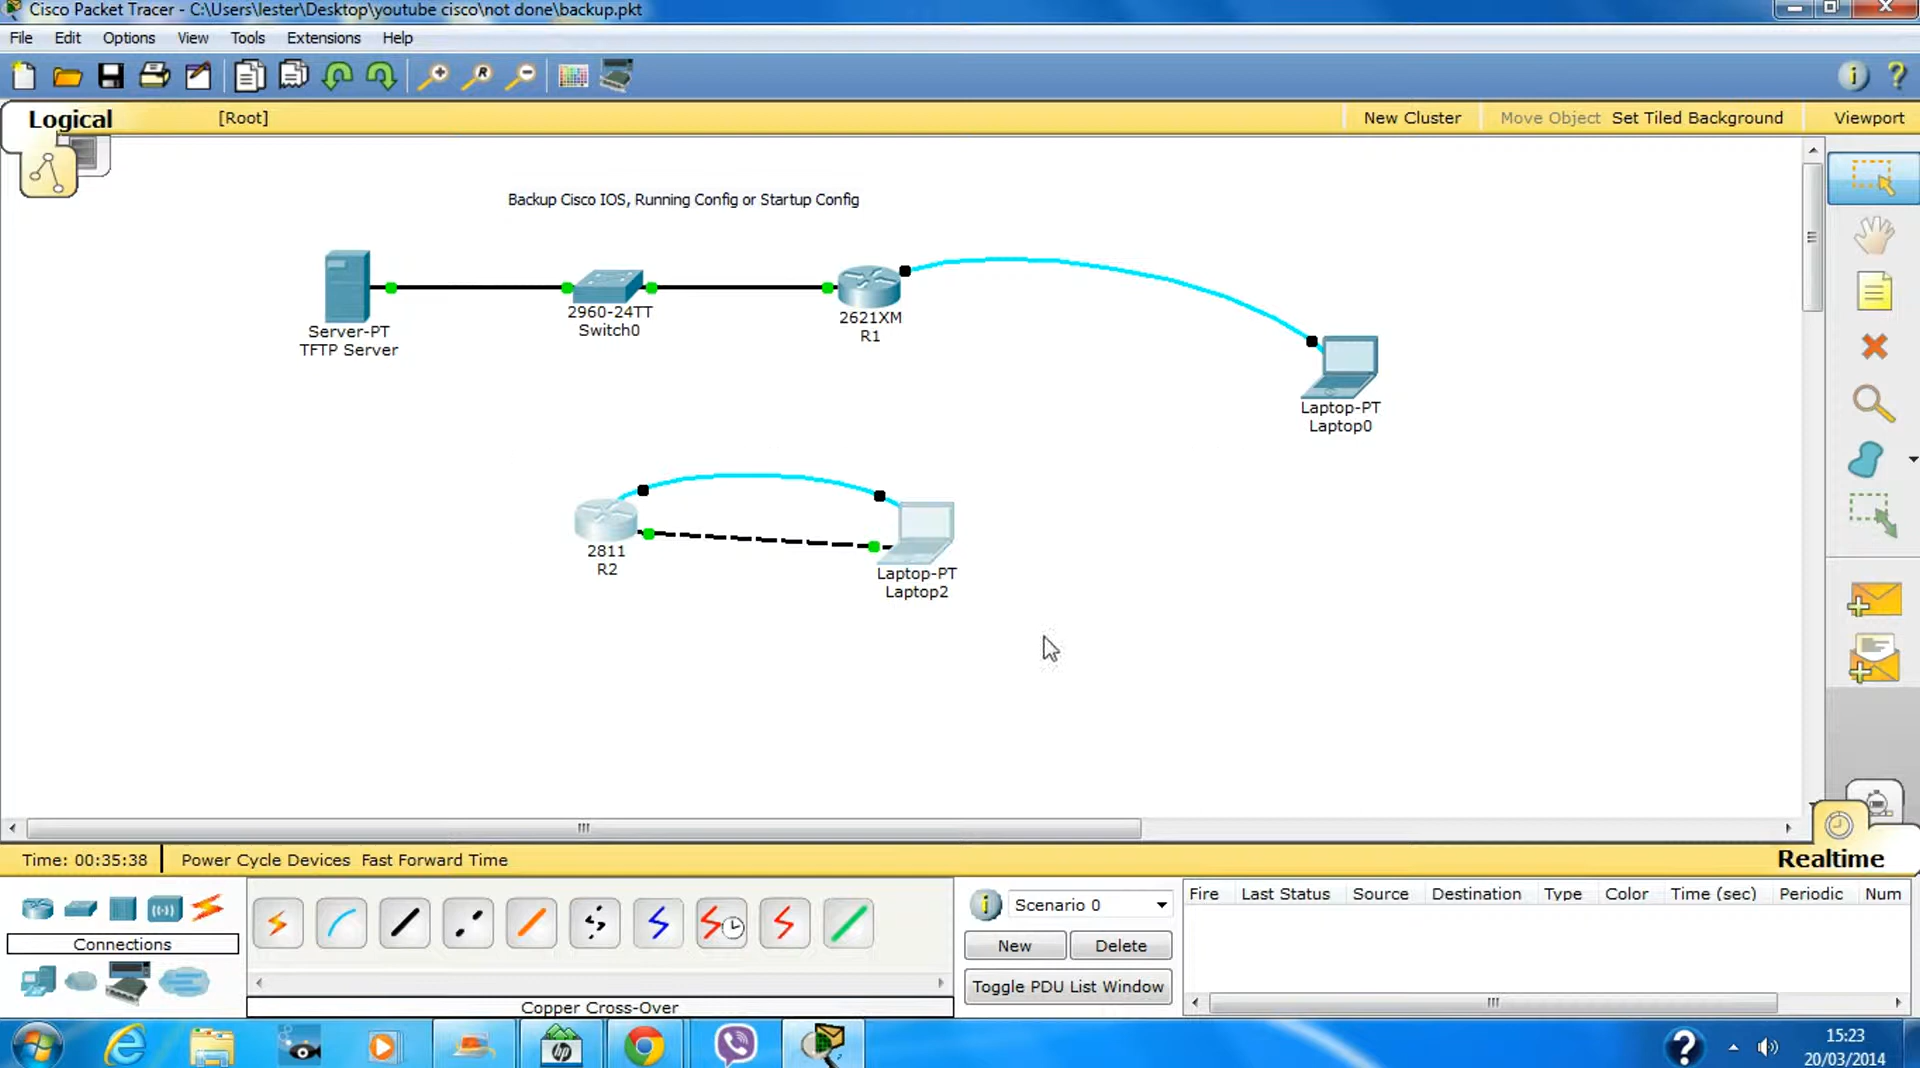 Cisco Packet Tracer - C:\Users\lester\Desktop\youtube cisco\not done\backup.pkt
File Edit Options View Tools Extensions Help
Logical [Root] New Cluster Move Object Set Tiled Background Viewport
Backup Cisco IOS, Running Config or Startup Config
Server-PT
TFTP Server
2960-24TT
Switch0
2621XM
R1
Laptop-PT
Laptop0
2811
R2
Laptop-PT
Laptop2
Time: 00:35:38 Power Cycle Devices Fast Forward Time
Realtime
Connections
Copper Cross-Over
Scenario 0
New Delete
Toggle PDU List Window
Fire Last Status Source Destination Type Color Time (sec) Periodic Num
15:23
20/03/2014